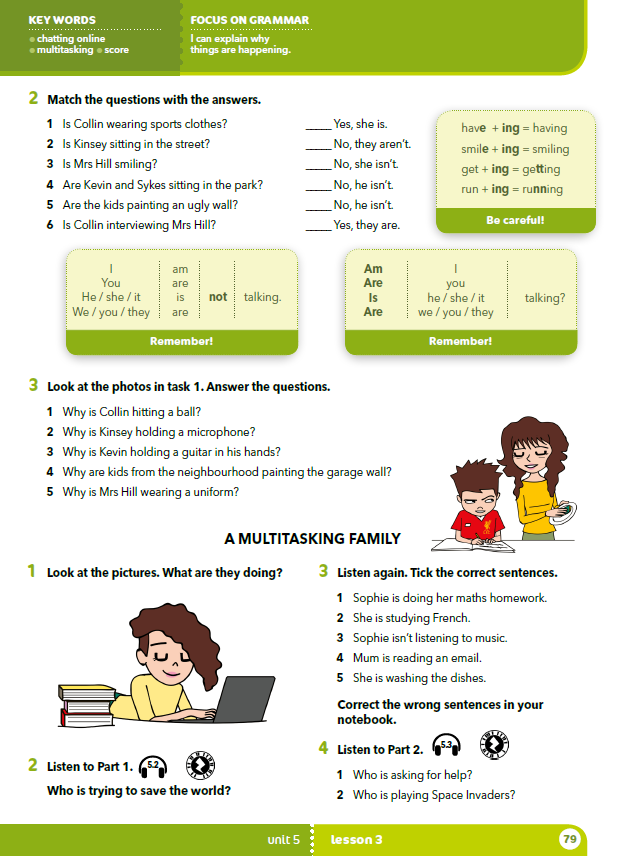 KEY WORDS
chatting online
multitasking score
FOCUS ON GRAMMAR
I can explain why
things are happening.
2 Match the questions with the answers.
1 Is Collin wearing sports clothes?
_____ Yes, she is.
2 Is Kinsey sitting in the street?
_____ No, they aren't.
3 Is Mrs Hill smiling?
_____ No, she isn't.
4 Are Kevin and Sykes sitting in the park?
_____ No, he isn't.
5 Are the kids painting an ugly wall?
_____ No, he isn't.
6 Is Collin interviewing Mrs Hill?
_____ Yes, they are.
have + ing = having
smile + ing = smiling
get + ing = getting
run + ing = running
Be careful!
I am
You are
He / she / it is not talking.
We / you / they are
Remember!
Am I
Are you
Is he / she / it talking?
Are we / you / they
Remember!
3 Look at the photos in task 1. Answer the questions.
1 Why is Collin hitting a ball?
2 Why is Kinsey holding a microphone?
3 Why is Kevin holding a guitar in his hands?
4 Why are kids from the neighbourhood painting the garage wall?
5 Why is Mrs Hill wearing a uniform?
A MULTITASKING FAMILY
1 Look at the pictures. What are they doing?
2 Listen to Part 1. 5.2
Who is trying to save the world?
3 Listen again. Tick the correct sentences.
1 Sophie is doing her maths homework.
2 She is studying French.
3 Sophie isn't listening to music.
4 Mum is reading an email.
5 She is washing the dishes.
Correct the wrong sentences in your
notebook.
4 Listen to Part 2. 5.3
1 Who is asking for help?
2 Who is playing Space Invaders?
unit 5 lesson 3 79